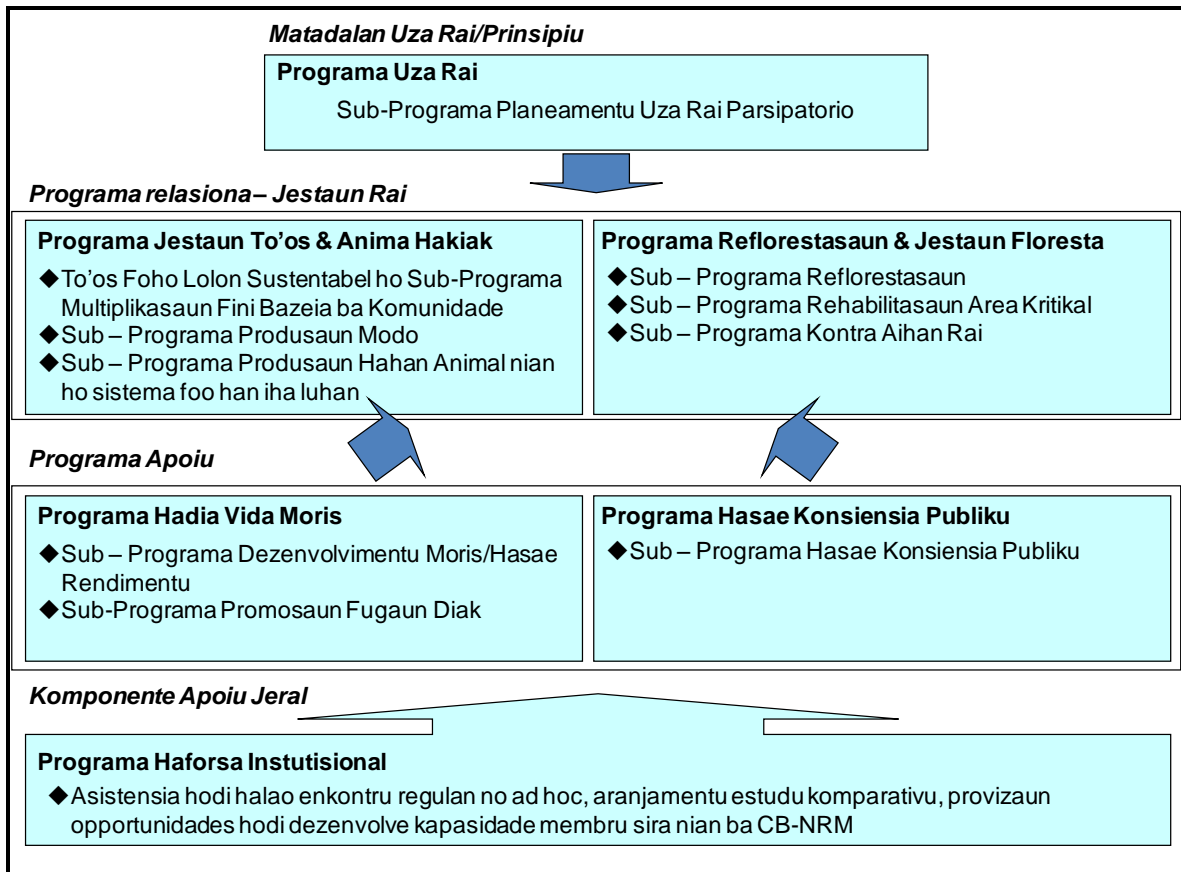 Matadalan Uza Rai/Prinsipiu
Programa Uza Rai
Sub-Programa Planeamentu Uza Rai Parsipatorio
Programa relasiona – Jestaun Rai
Programa Jestaun To'os & Anima Hakiak
◆To'os Foho Lolon Sustentabel ho Sub-Programa
Multiplikasaun Fini Bazeia ba Komunidade
◆Sub – Programa Produsaun Modo
◆Sub – Programa Produsaun Hahan Animal nian
ho sistema foo han iha luhan
Programa Reflorestasaun & Jestaun Floresta
◆Sub – Programa Reflorestasaun
◆Sub – Programa Rehabilitasaun Area Kritikal
◆Sub – Programa Kontra Aihan Rai
Programa Apoiu
Programa Hadia Vida Moris
◆Sub – Programa Dezenvolvimentu Moris/Hasae
Rendimentu
◆Sub-Programa Promosaun Fugaun Diak
Programa Hasae Konsiensia Publiku
◆Sub – Programa Hasae Konsiensia Publiku
Komponente Apoiu Jeral
Programa Haforsa Instutisional
◆Asistensia hodi halao enkontru regulan no ad hoc, aranjamentu estudu komparativu, provizaun
opportunidades hodi dezenvolve kapasidade membru sira nian ba CB-NRM